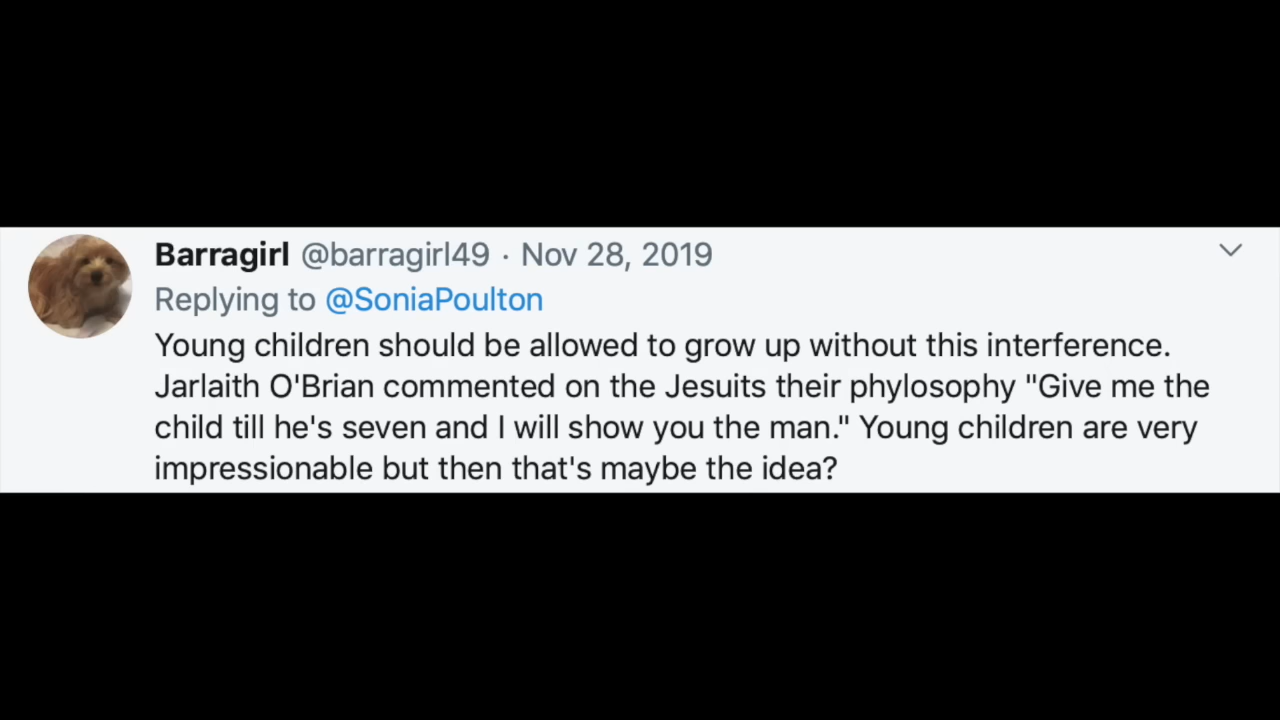 Barragirl @barragirl49 · Nov 28, 2019
Replying to @SoniaPoulton
Young children should be allowed to grow up without this interference.
Jarlaith O'Brian commented on the Jesuits their phylosophy "Give me the
child till he's seven and I will show you the man." Young children are very
impressionable but then that's maybe the idea?